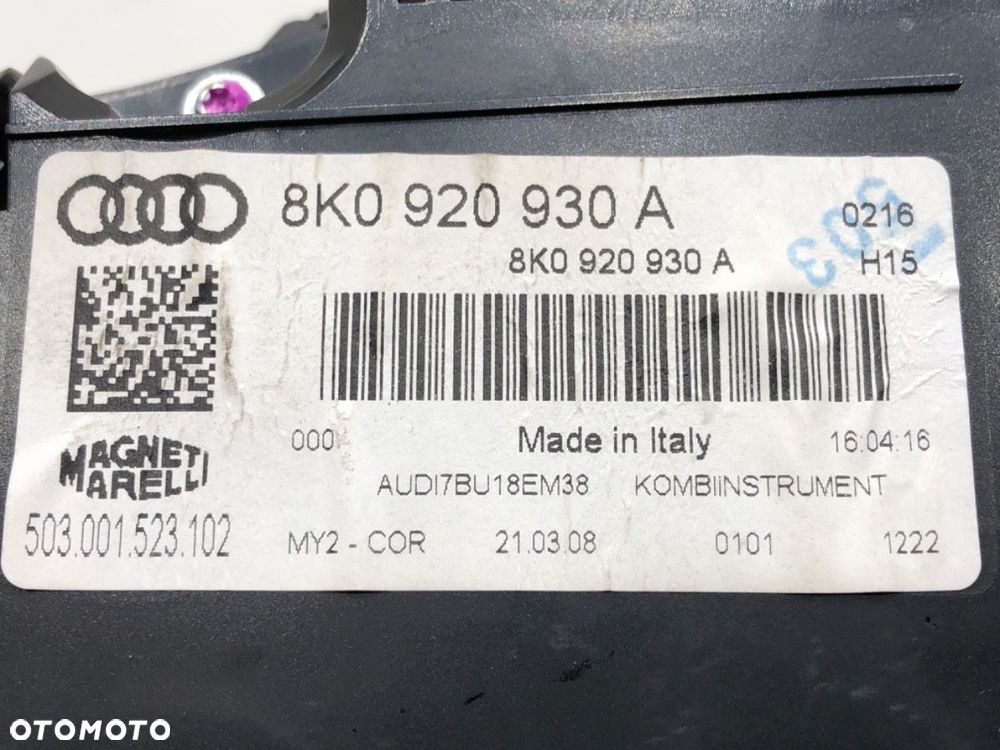 8K0 920 930 A 0216
8K0 920 930 A H15
000 Made in Italy 16:04:16
MAGNETI
MARELLI
AUDI7BU18EM38 KOMBIINSTRUMENT
503.001.523.102 MY2 - COR 21.03.08 0101 1222
OTOMOTO